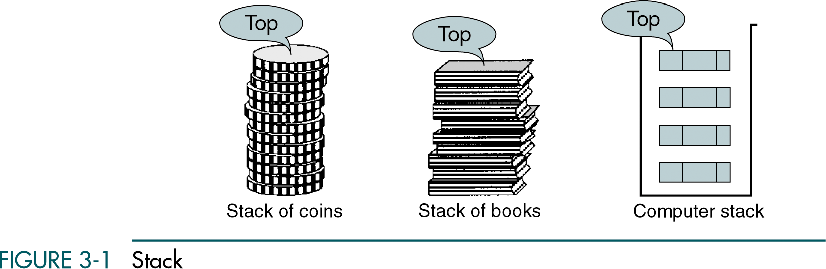 Top
Top
Top
Stack of coins
Stack of books
Computer stack
FIGURE 3-1 Stack